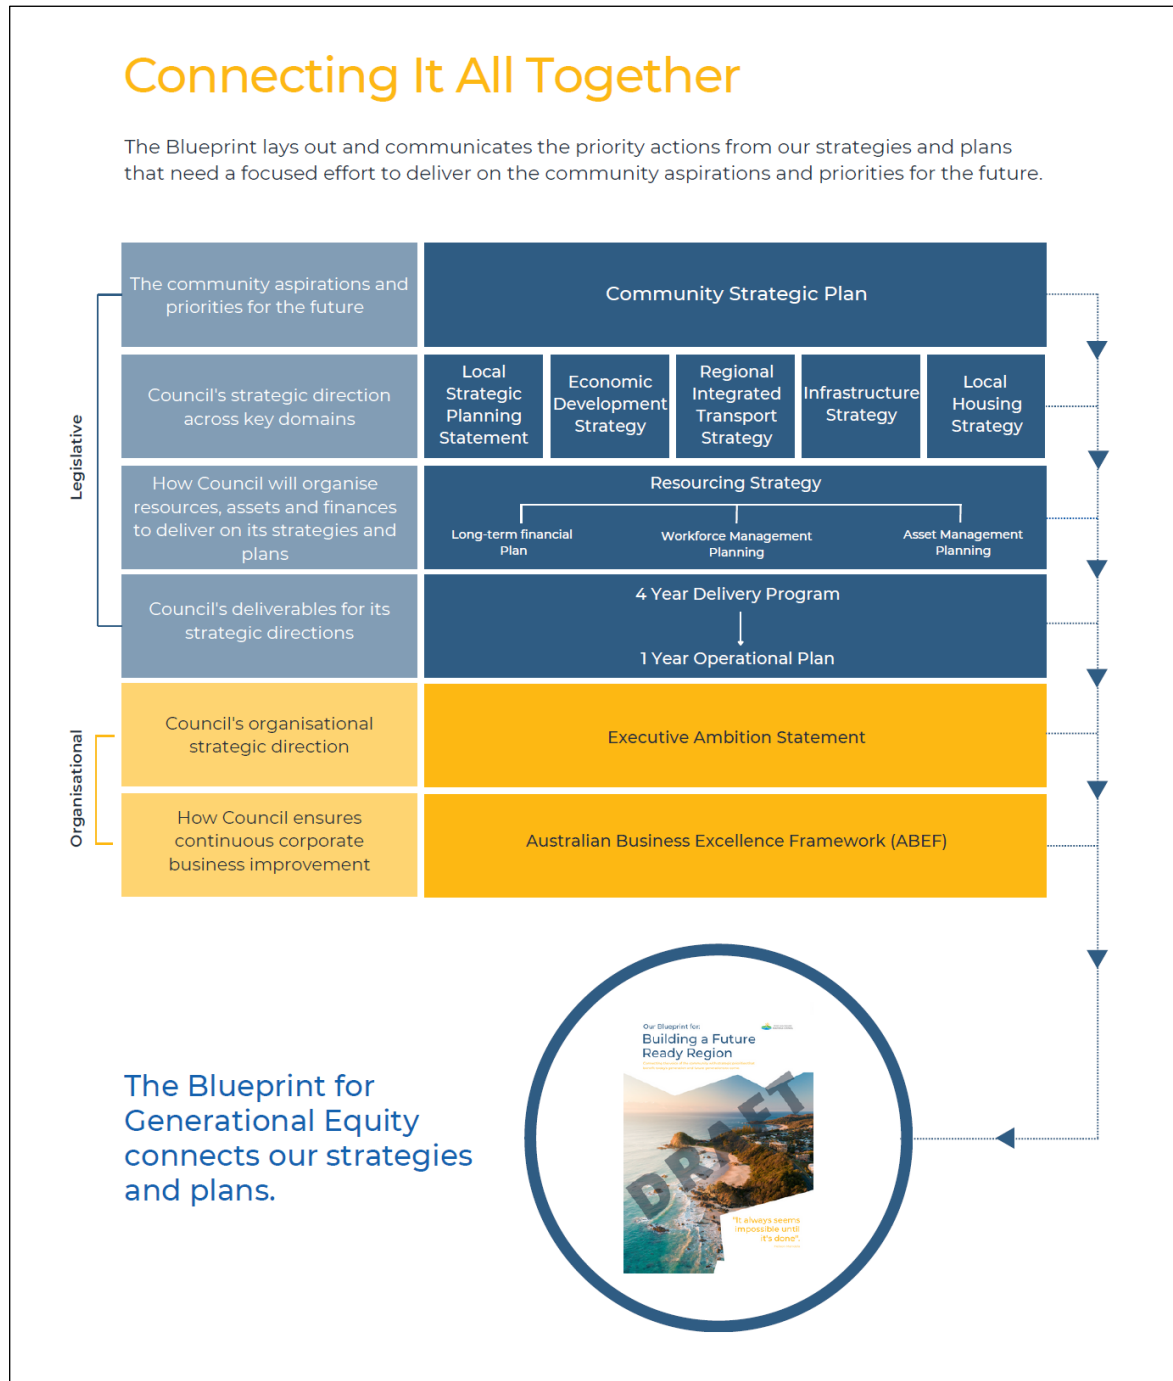 Connecting It All Together
The Blueprint lays out and communicates the priority actions from our strategies and plans
that need a focused effort to deliver on the community aspirations and priorities for the future.
Legislative
The community aspirations and
priorities for the future
Community Strategic Plan
Council's strategic direction
across key domains
Local
Strategic
Planning
Statement
Economic
Development
Strategy
Regional
Integrated
Transport
Strategy
Infrastructure
Strategy
Local
Housing
Strategy
How Council will organise
resources, assets and finances
to deliver on its strategies and
plans
Resourcing Strategy
Long-term financial
Plan
Workforce Management
Planning
Asset Management
Planning
Council's deliverables for its
strategic directions
4 Year Delivery Program
1 Year Operational Plan
Organisational
Council's organisational
strategic direction
Executive Ambition Statement
How Council ensures
continuous corporate
business improvement
Australian Business Excellence Framework (ABEF)
The Blueprint for
Generational Equity
connects our strategies
and plans.
Our Blueprint for:
Building a Future
Ready Region
DRAFT
"It always seems
impossible until
it's done".